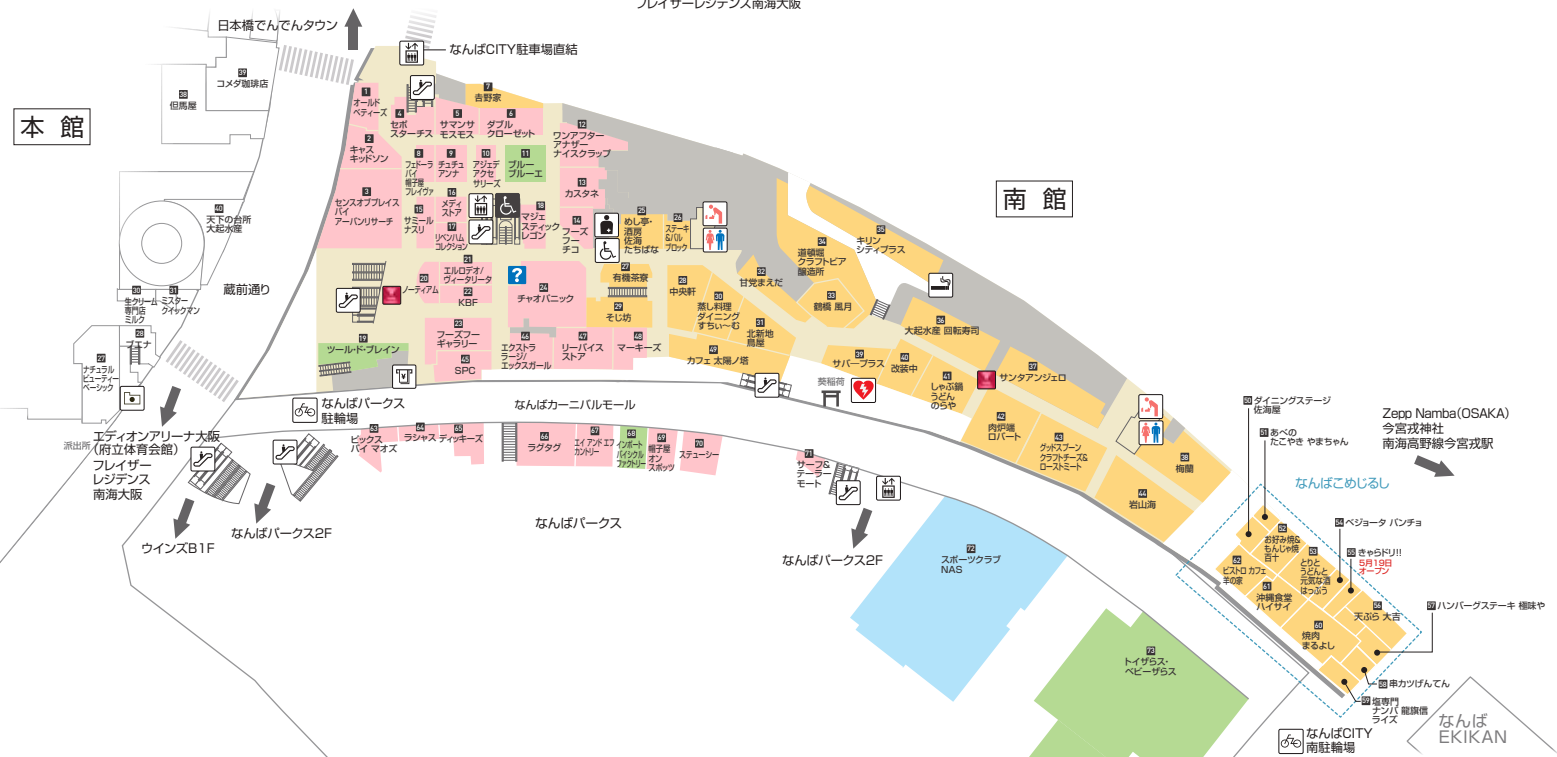 フレイザーレジデンス南海大阪
日本橋でんでんタウン
なんばCITY駐車場直結
本 館
南 館
39
コメダ珈琲店
38
但馬屋
40
天下の台所
大起水産
30
生クリーム
専門店
ミルク
31
ミスター
クイックマン
28
ブエナ
27
ナチュラル
ビューティー
ベーシック
蔵前通り
派出所
1
オールド
ベティーズ
2
キャス
キッドソン
3
センスオブプレイス
バイ
アーバンリサーチ
4
セポ
スターチス
5
サマンサ
モスモス
6
ダブル
クローゼット
7
吉野家
8
フェドーラ
バイ
帽子屋
フレイヴァ
9
チュチュ
アンナ
10
アジェデ
アクセ
サリーズ
11
ブルー
ブルーエ
12
ワンアフター
アナザー
ナイスクラップ
13
カスタネ
14
フーズ
フー
チコ
15
サミール
ナスリ
16
メディ
ストア
17
リベンハム
コレクション
18
マジェ
スティック
レゴン
19
ツール・ド・ブレイン
20
ノーティアム
21
エルロデオ/
ヴィータリータ
22
KBF
23
フーズフー
ギャラリー
24
チャオパニック
?
25
めし亭・
酒房
佐海
たちばな
26
ステーキ
&バル
ブロック
27
有機茶寮
28
中央軒
29
そじ坊
30
蒸し料理
ダイニング
すちぃ〜む
31
北新地
鳥屋
32
甘党まえだ
33
鶴橋 風月
34
道頓堀
クラフトビア
醸造所
35
キリン
シティプラス
36
大起水産 回転寿司
37
サンタアンジェロ
38
梅蘭
39
サバープラス
40
改装中
41
しゃぶ鍋
うどん
のらや
42
肉炉端
ロバート
43
グッドスプーン
クラフトチーズ&
ローストミート
44
岩山海
45
SPC
46
エクストラ
ラージ/
エックスガール
47
リーバイス
ストア
48
マーキーズ
49
カフェ 太陽ノ塔
葵稲荷
なんばパークス
駐輪場
なんばカーニバルモール
63
ビックス
バイ マオズ
64
ラシャス
65
ディッキーズ
66
ラグタグ
67
エイ アンド エフ
カントリー
68
インポート
バイシクル
ファクトリー
69
帽子屋
オン
スポッツ
70
ステューシー
71
サーフ&
テーラー
モート
エディオンアリーナ大阪
(府立体育会館)
フレイザー
レジデンス
南海大阪
ウインズB1F
なんばパークス2F
なんばパークス
なんばパークス2F
72
スポーツクラブ
NAS
73
トイザらス・
ベビーザらス
Zepp Namba(OSAKA)
今宮戎神社
南海高野線今宮戎駅
なんばこめじるし
50
ダイニングステージ
佐海屋
51
あべの
たこやき やまちゃん
52
お好み焼&
もんじゃ焼
百十
53
とりと
うどんと
元気な酒
はっぷう
54
ベジョータ パンチョ
55
きゃらドリ!!
5月19日
オープン
56
天ぷら 大吉
57
ハンバーグステーキ 極味や
58
串カツげんてん
59
塩専門
ナンバ 龍旗信
ライズ
60
焼肉
まるよし
61
沖縄食堂
ハイサイ
62
ビストロ カフェ
羊の家
なんばCITY
南駐輪場
なんば
EKIKAN